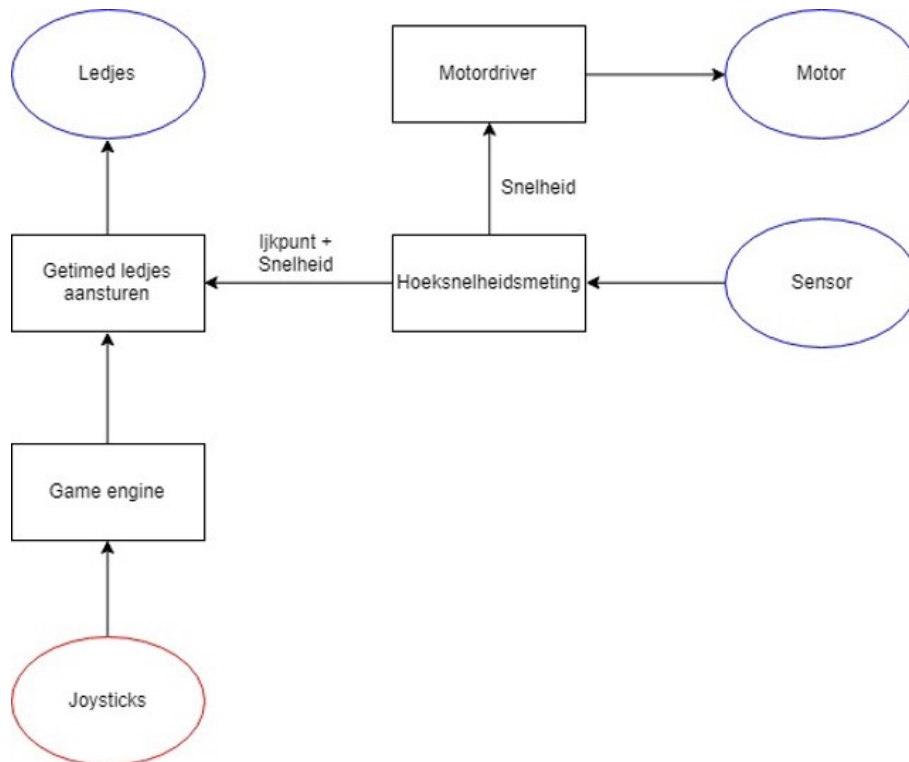 Ledjes
Motordriver
Motor
Snelheid
Getimed ledjes
aansturen
Ijkpunt +
Snelheid
Hoeksnelheidsmeting
Sensor
Game engine
Joysticks